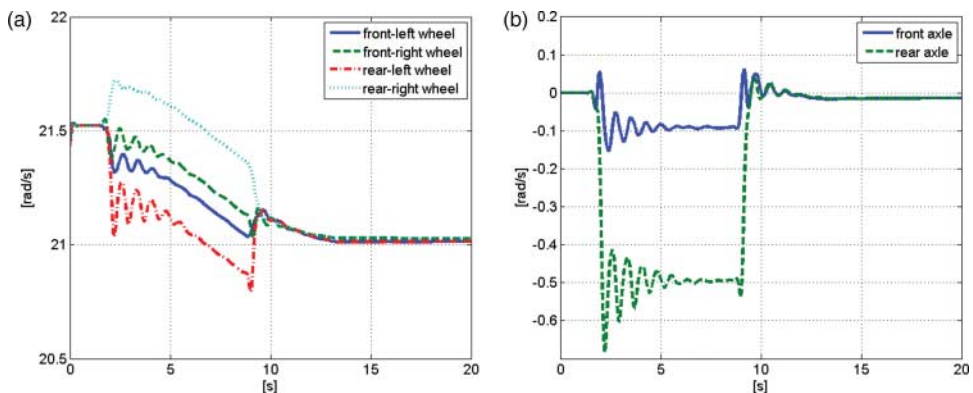 (a)
22
21.5
21
20.5
[rad/s]
0
5
10
15
20
[s]
front-left wheel
front-right wheel
rear-left wheel
rear-right wheel
(b)
0.2
0.1
0
-0.1
-0.2
-0.3
-0.4
-0.5
-0.6
[rad/s]
0
5
10
15
20
[s]
front axle
rear axle